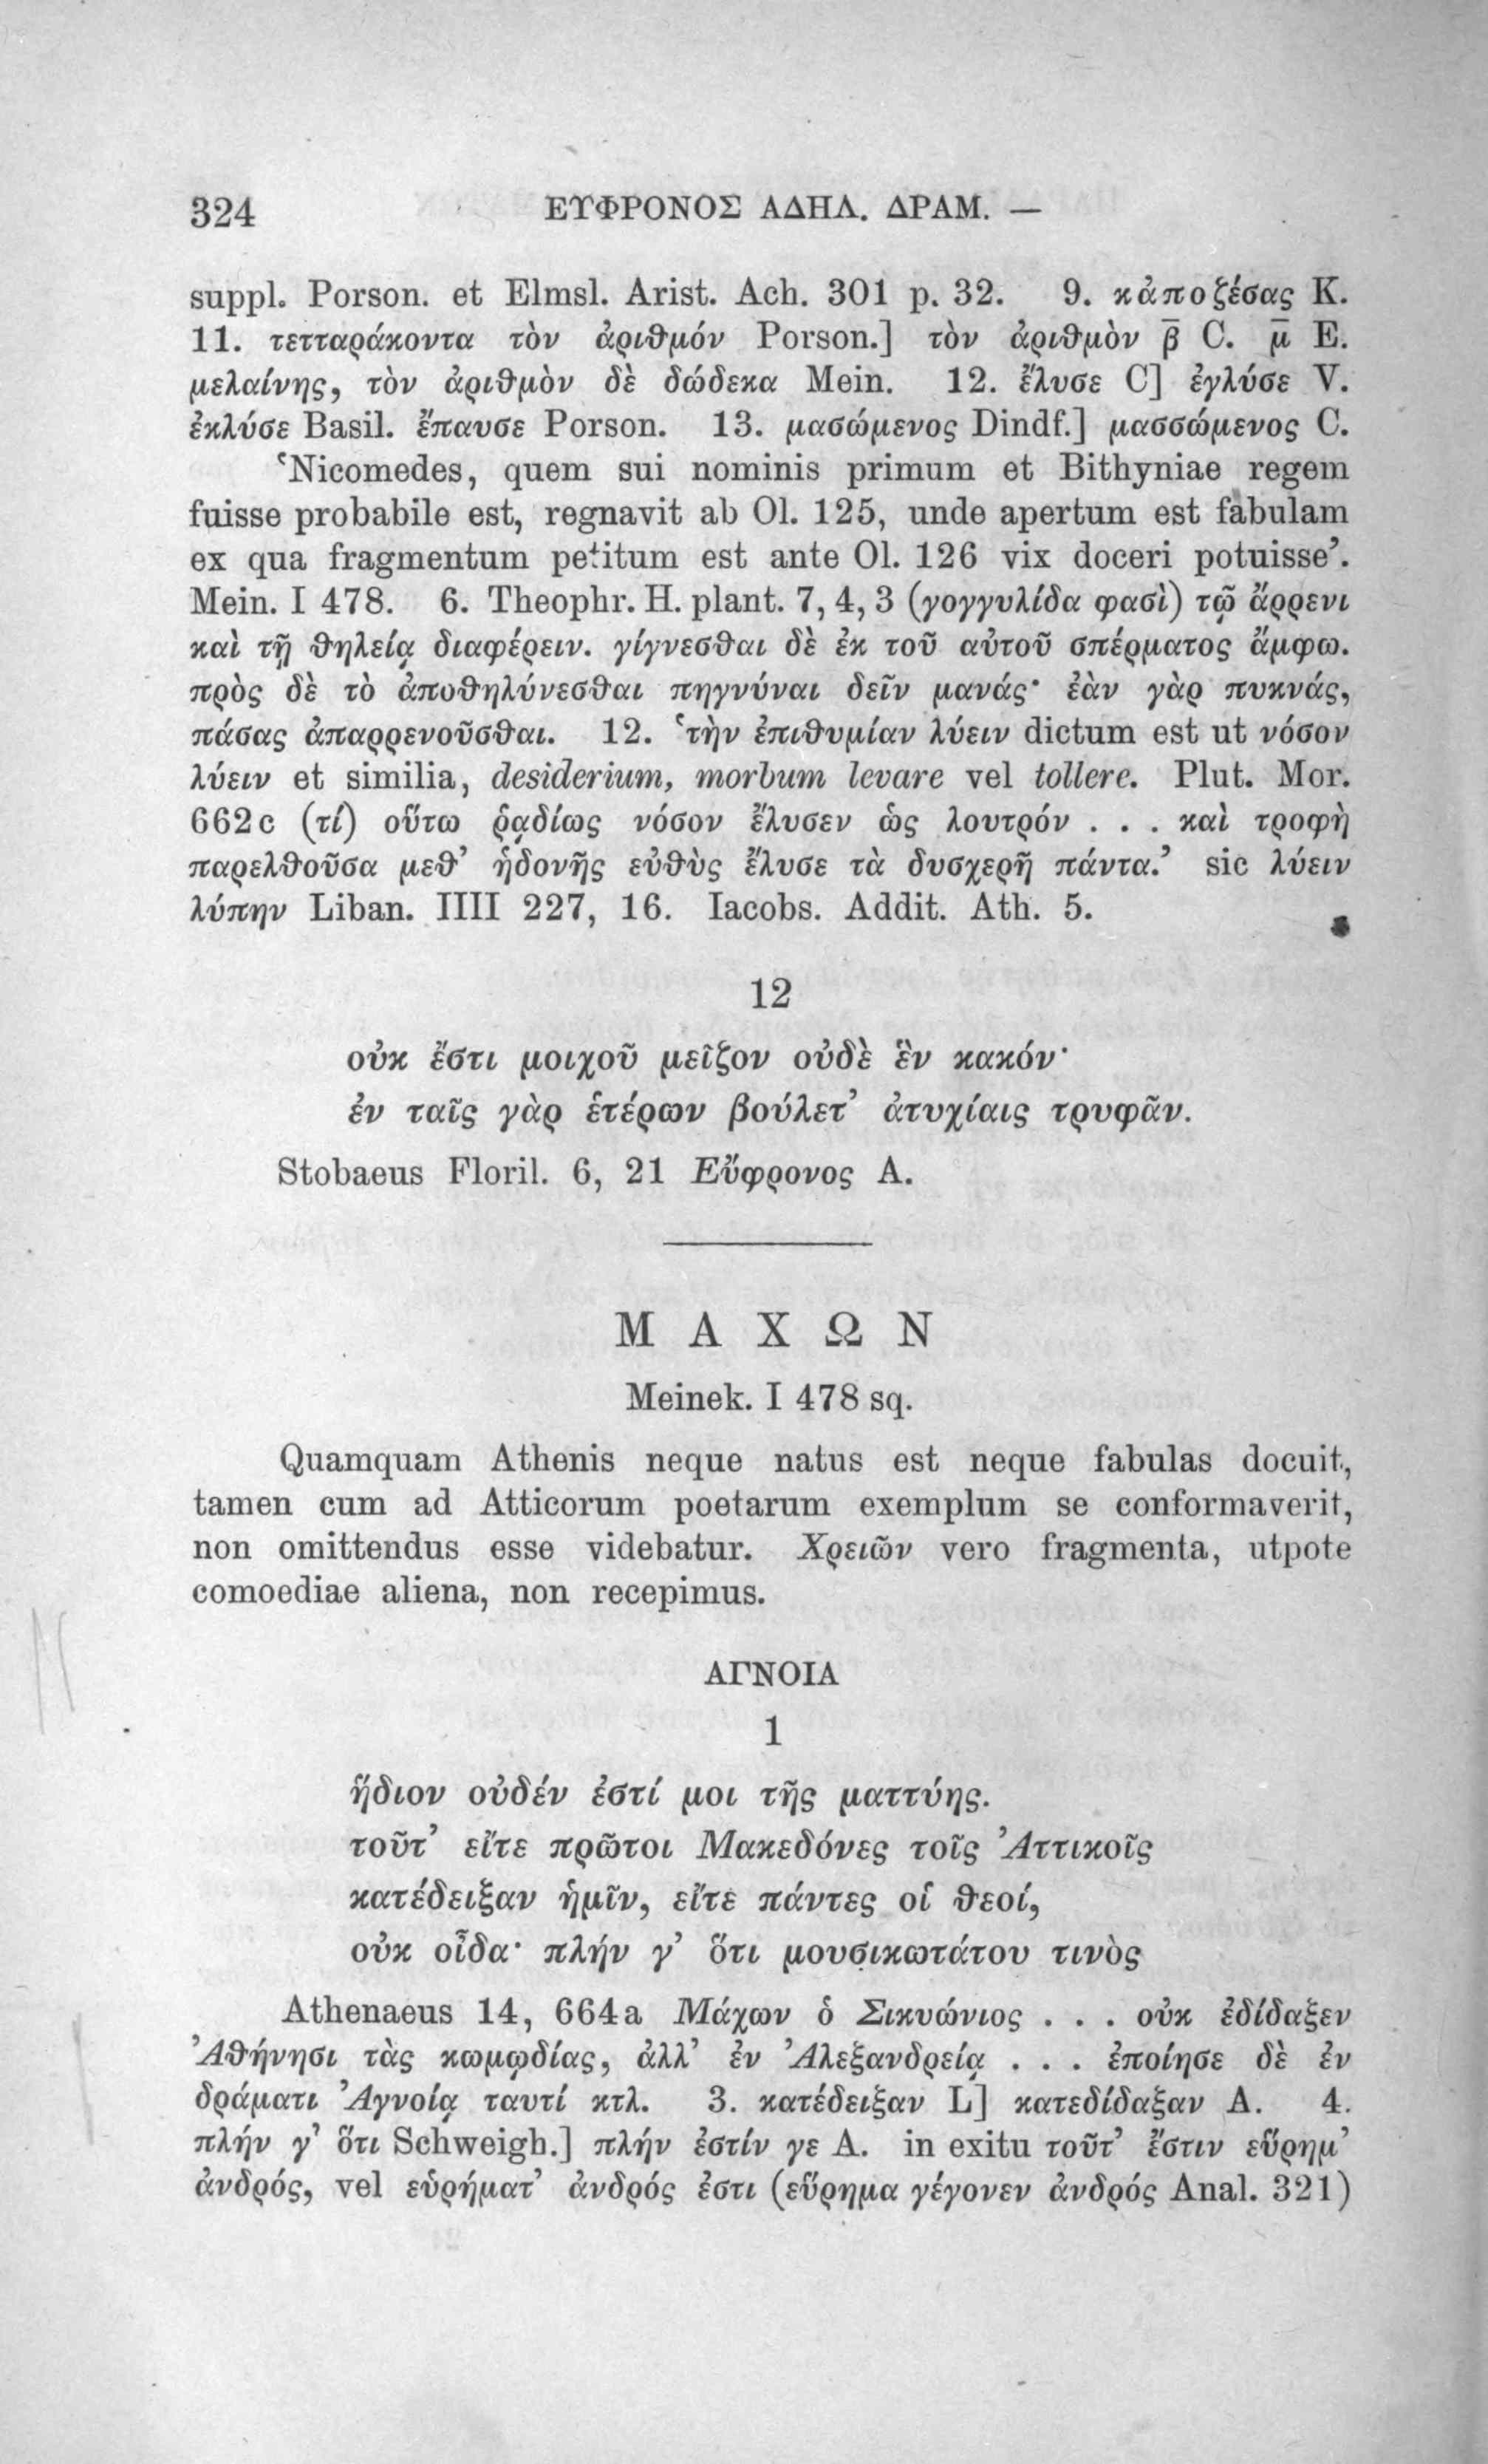 324 ΕΥΦΡΟΝΟΣ ΑΔΗΛ. ΔΡΑΜ. —
suppl. Porson. et Elmsl. Arist. Ach. 301 p. 32. 9. κἀποζέσας K.
11. τετταράκοντα τὸν ἀριθμόν Porson.] τὸν ἀριθμὸν β̄ C. μ̄ E.
μελαίνης, τὸν ἀριθμὸν δὲ δώδεκα Mein. 12. ἔλυσε C] ἐγλύσε V.
ἐκλύσε Basil. ἔπαυσε Porson. 13. μασώμενος Dindf.] μασσώμενος C.
‘Nicomedes, quem sui nominis primum et Bithyniae regem
fuisse probabile est, regnavit ab Ol. 125, unde apertum est fabulam
ex qua fragmentum petitum est ante Ol. 126 vix doceri potuisse’.
Mein. I 478. 6. Theophr. H. plant. 7, 4, 3 (γογγυλίδα φασὶ) τῷ ἄρρενι
καὶ τῇ θηλείᾳ διαφέρειν. γίγνεσθαι δὲ ἐκ τοῦ αὐτοῦ σπέρματος ἄμφω.
πρὸς δὲ τὸ ἀποθηλύνεσθαι πηγνύναι δεῖν μανάς· ἐὰν γὰρ πυκνάς,
πάσας ἀπαρρενοῦσθαι. 12. ‘τὴν ἐπιθυμίαν λύειν dictum est ut νόσον
λύειν et similia, desiderium, morbum levare vel tollere. Plut. Mor.
662c (τί) οὕτω ῥᾳδίως νόσον ἔλυσεν ὡς λουτρόν . . . καὶ τροφὴ
παρελθοῦσα μεθ’ ἡδονῆς εὐθὺς ἔλυσε τὰ δυσχερῆ πάντα.’ sic λύειν
λύπην Liban. IIII 227, 16. Iacobs. Addit. Ath. 5.
12
οὐκ ἔστι μοιχοῦ μεῖζον οὐδὲ ἓν κακόν·
ἐν ταῖς γὰρ ἑτέρων βούλετ’ ἀτυχίαις τρυφᾶν.
Stobaeus Floril. 6, 21 Εὔφρονος A.
ΜΑΧΩΝ
Meinek. I 478 sq.
Quamquam Athenis neque natus est neque fabulas docuit,
tamen cum ad Atticorum poetarum exemplum se conformaverit,
non omittendus esse videbatur. Χρειῶν vero fragmenta, utpote
comoediae aliena, non recepimus.
ΑΓΝΟΙΑ
1
ἥδιον οὐδέν ἐστί μοι τῆς ματτύης.
τοῦτ’ εἴτε πρῶτοι Μακεδόνες τοῖς Ἀττικοῖς
κατέδειξαν ἡμῖν, εἴτε πάντες οἱ θεοί,
οὐκ οἶδα· πλήν γ’ ὅτι μουσικωτάτου τινὸς
Athenaeus 14, 664a Μάχων ὁ Σικυώνιος . . . οὐκ ἐδίδαξεν
Ἀθήνησι τὰς κωμῳδίας, ἀλλ’ ἐν Ἀλεξανδρείᾳ . . . ἐποίησε δὲ ἐν
δράματι Ἀγνοίᾳ ταυτί κτλ. 3. κατέδειξαν L] κατεδίδαξαν A. 4.
πλήν γ’ ὅτι Schweigh.] πλήν ἐστίν γε A. in exitu τοῦτ’ ἔστιν εὕρημ’
ἀνδρός, vel εὑρήματ’ ἀνδρός ἐστι (εὕρημα γέγονεν ἀνδρός Anal. 321)